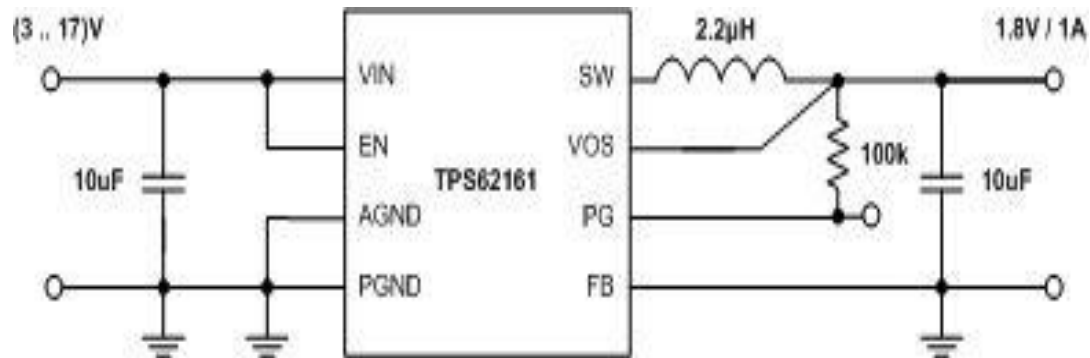 (3 .. 17)V
2.2µH
1.8V / 1A
VIN
SW
EN
VOS
100k
10uF
TPS62161
10uF
AGND
PG
PGND
FB